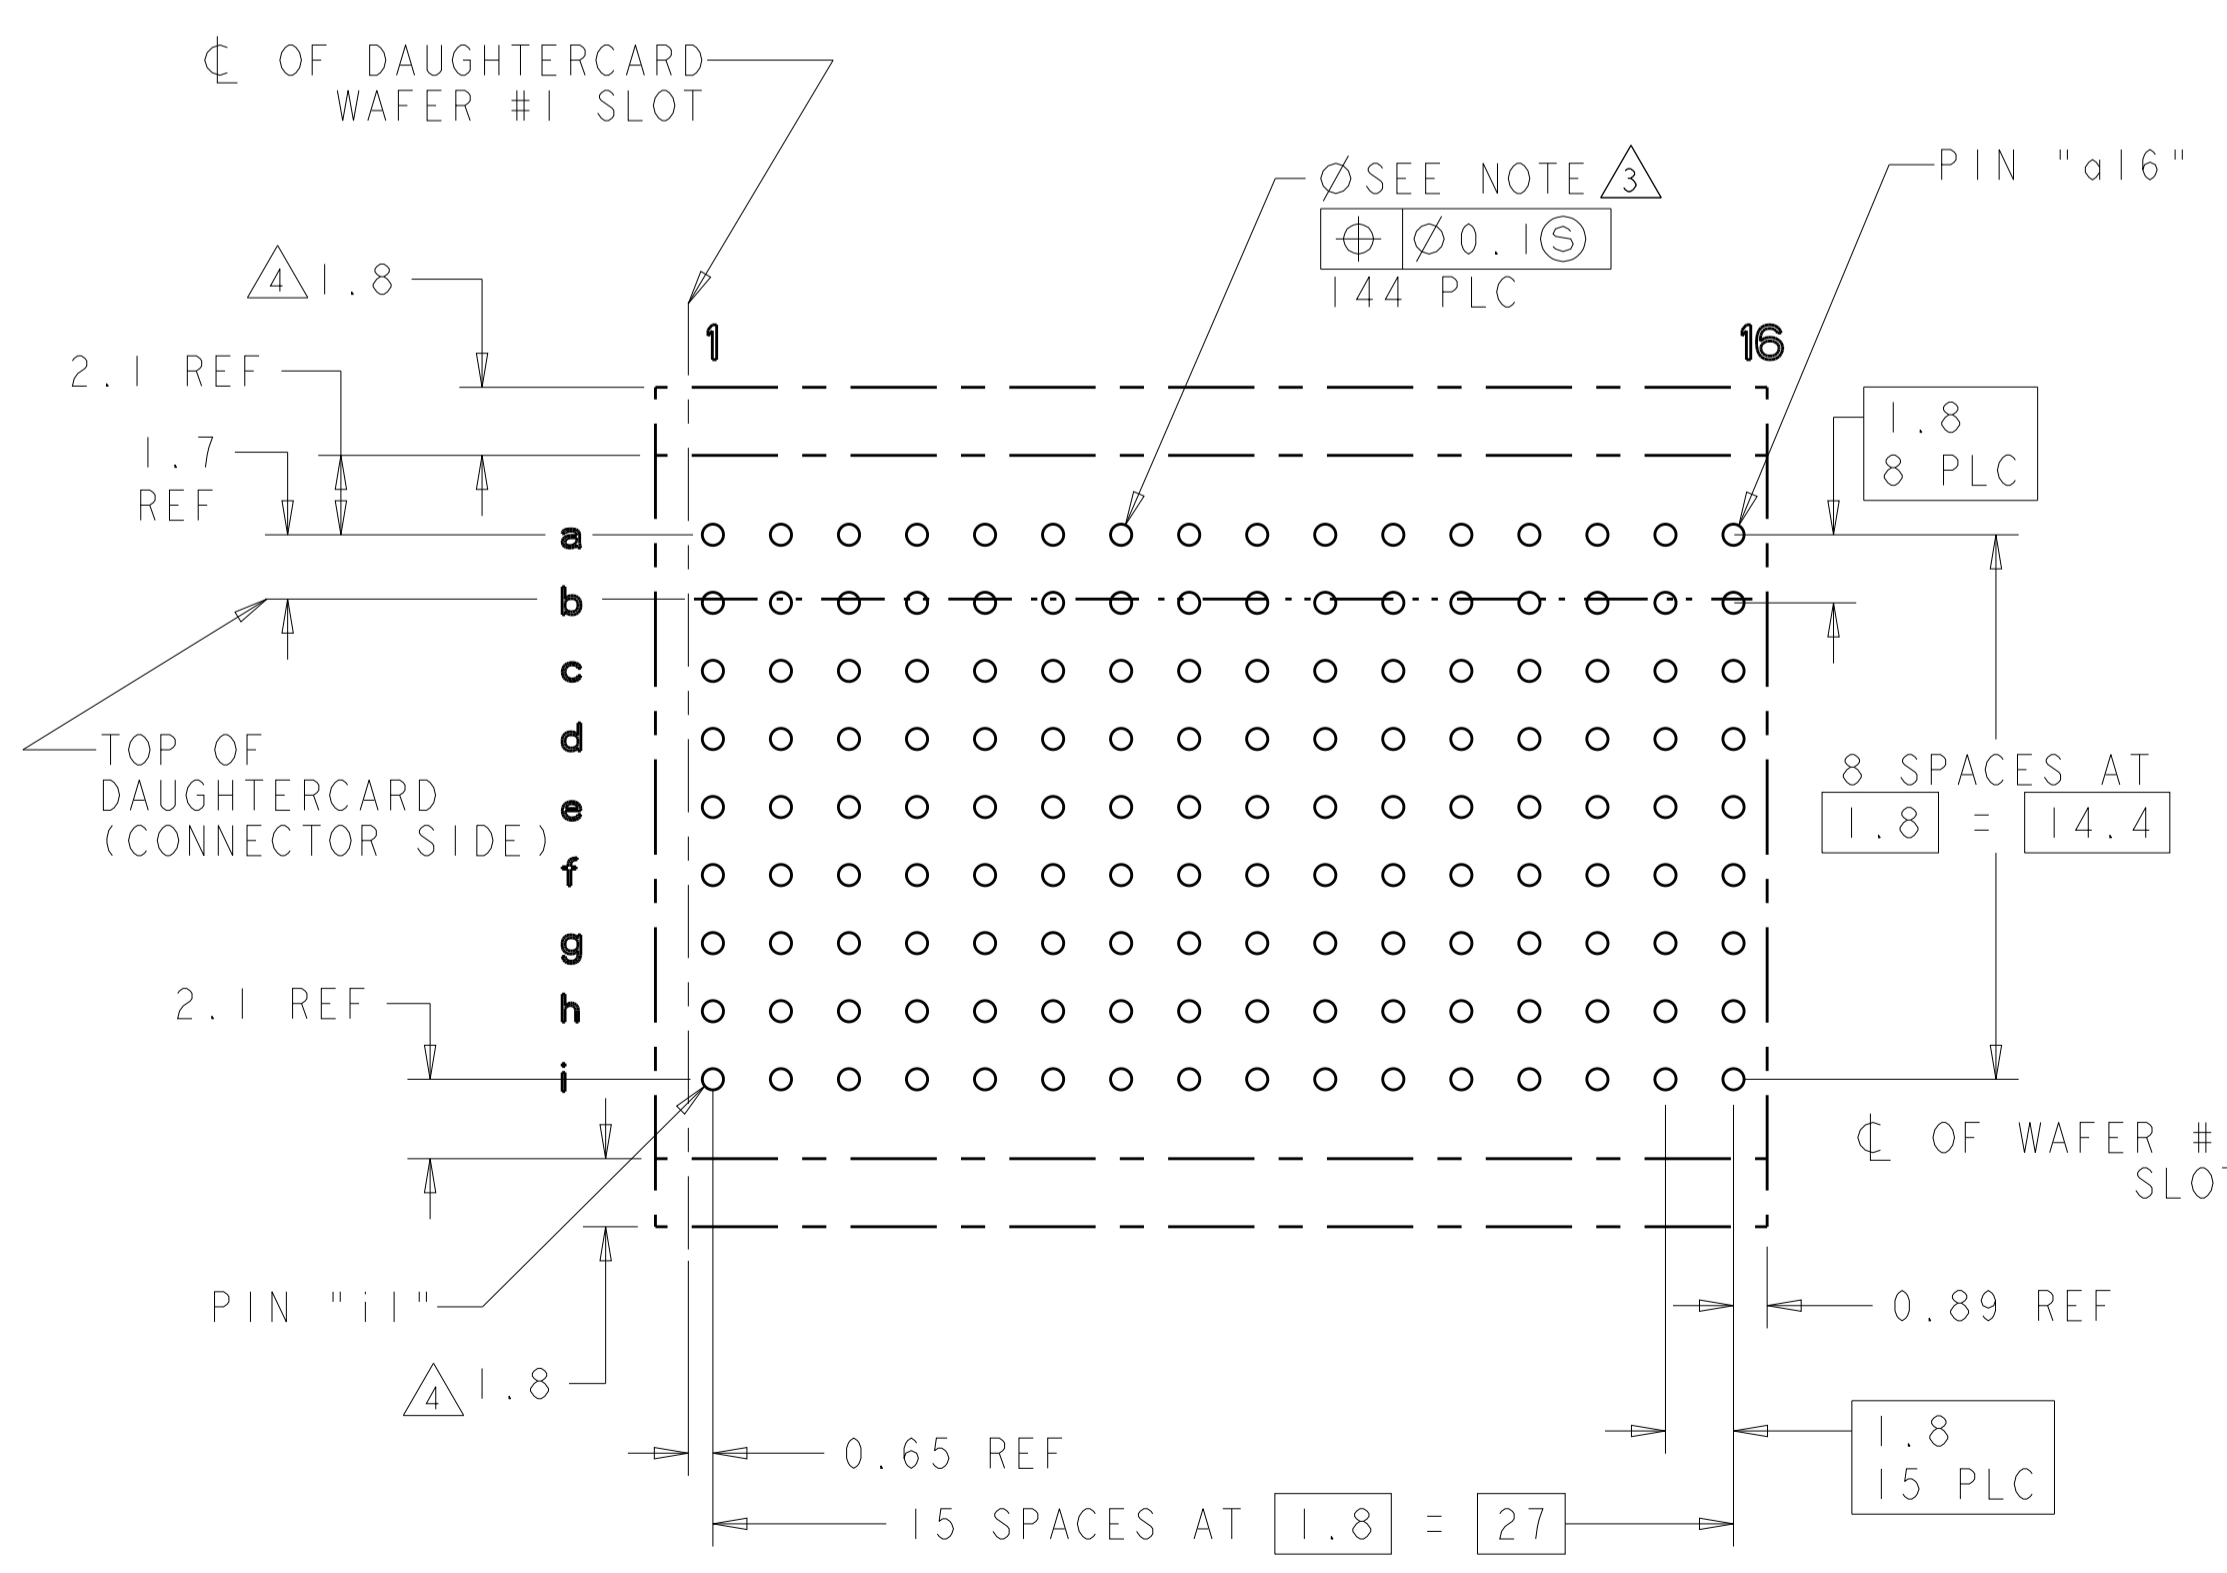 ℄ OF DAUGHTERCARD
WAFER #1 SLOT
⌀SEE NOTE 3
⌖ ⌀0.1Ⓢ
144 PLC
PIN "a16"
4 1.8
2.1 REF
1.7
REF
1
16
1.8
8 PLC
a
b
c
d
e
f
g
h
i
TOP OF
DAUGHTERCARD
(CONNECTOR SIDE)
8 SPACES AT
1.8 = 14.4
2.1 REF
℄ OF WAFER #
PIN "i1"
4 1.8
0.89 REF
0.65 REF
1.8
15 PLC
15 SPACES AT 1.8 = 27